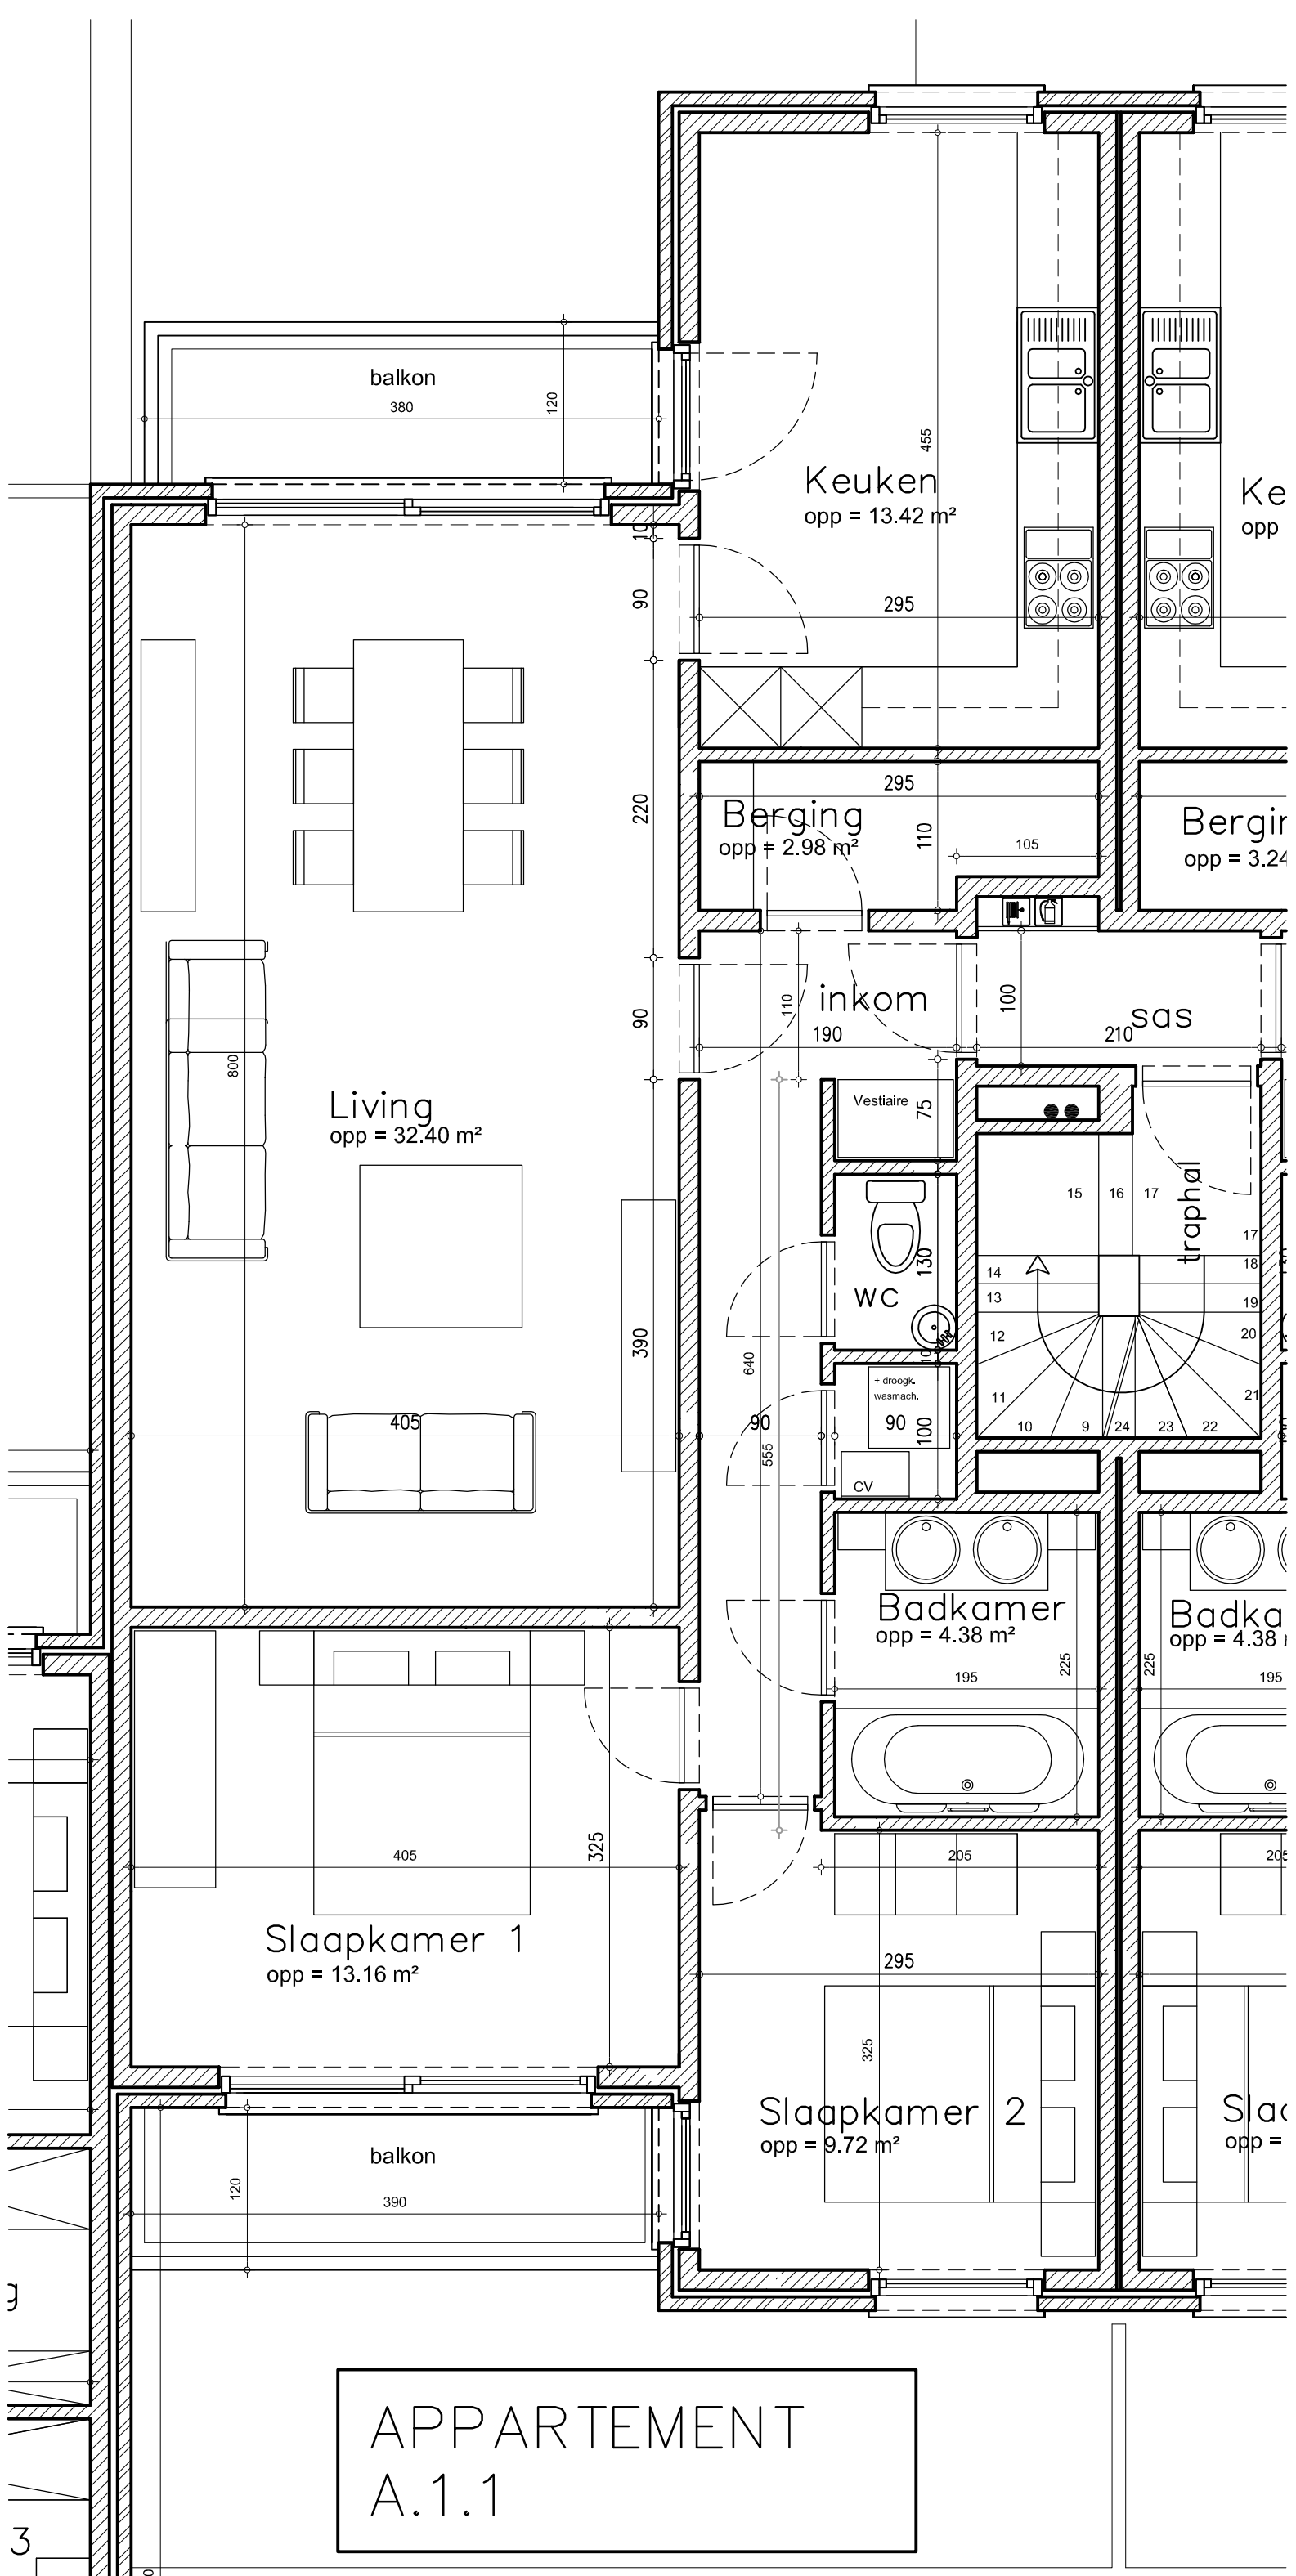 balkon
380
120
455
Keuken
opp = 13.42 m²
Ke
opp
10
90
295
220
295
Berging
opp = 2.98 m²
110
105
Bergin
opp = 3.24
90
110
inkom
190
100
sas
210
800
Living
opp = 32.40 m²
Vestiaire
75
15
16
17
traphal
17
18
19
20
21
22
23
24
9
10
11
12
13
14
130
WC
10
390
640
+ droogk.
wasmach.
405
90
90
100
555
CV
Badkamer
opp = 4.38 m²
195
225
Badka
opp = 4.38
225
195
325
405
205
205
Slaapkamer 1
opp = 13.16 m²
295
325
Slaapkamer 2
opp = 9.72 m²
Slac
opp =
balkon
120
390
g
APPARTEMENT
A.1.1
3